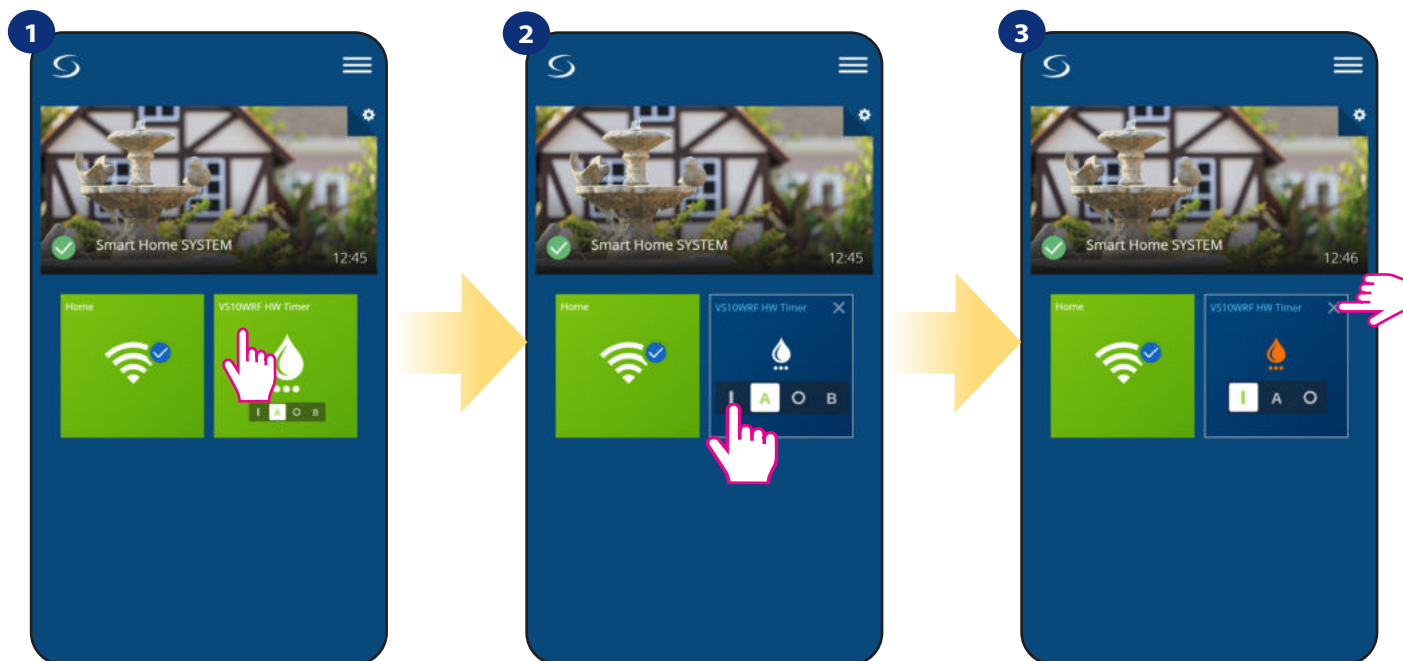 1
Smart Home SYSTEM
12:45
Home
VS10WRF HW Timer
I A O B
2
Smart Home SYSTEM
12:45
Home
VS10WRF HW Timer
I A O B
3
Smart Home SYSTEM
12:46
Home
VS10WRF HW Timer
I A O